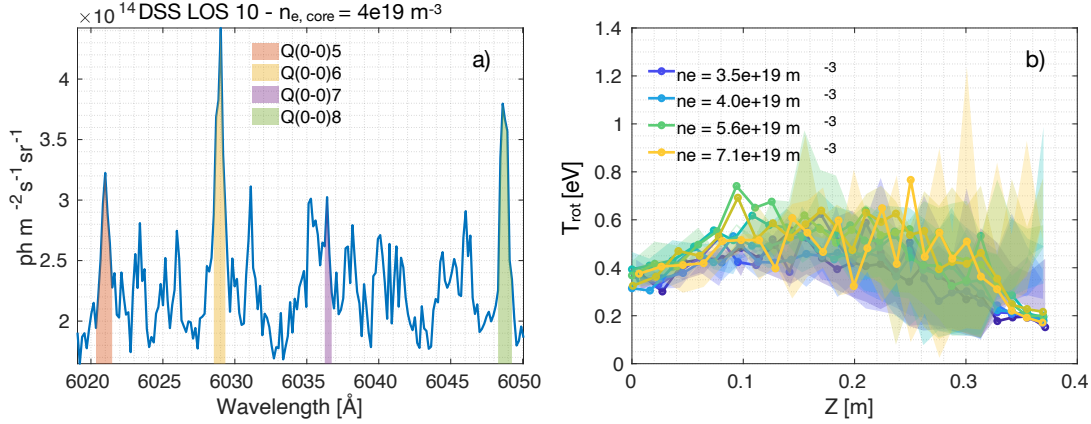 ×10^14 DSS LOS 10 - n_e, core = 4e19 m^-3
a)
Q(0-0)5
Q(0-0)6
Q(0-0)7
Q(0-0)8
4
3.5
3
2.5
2
ph m^-2 s^-1 sr^-1
6020 6025 6030 6035 6040 6045 6050
Wavelength [Å]
b)
ne = 3.5e+19 m^-3
ne = 4.0e+19 m^-3
ne = 5.6e+19 m^-3
ne = 7.1e+19 m^-3
1.4
1.2
1.0
0.8
0.6
0.4
0.2
0
T_rot [eV]
0 0.1 0.2 0.3 0.4
Z [m]